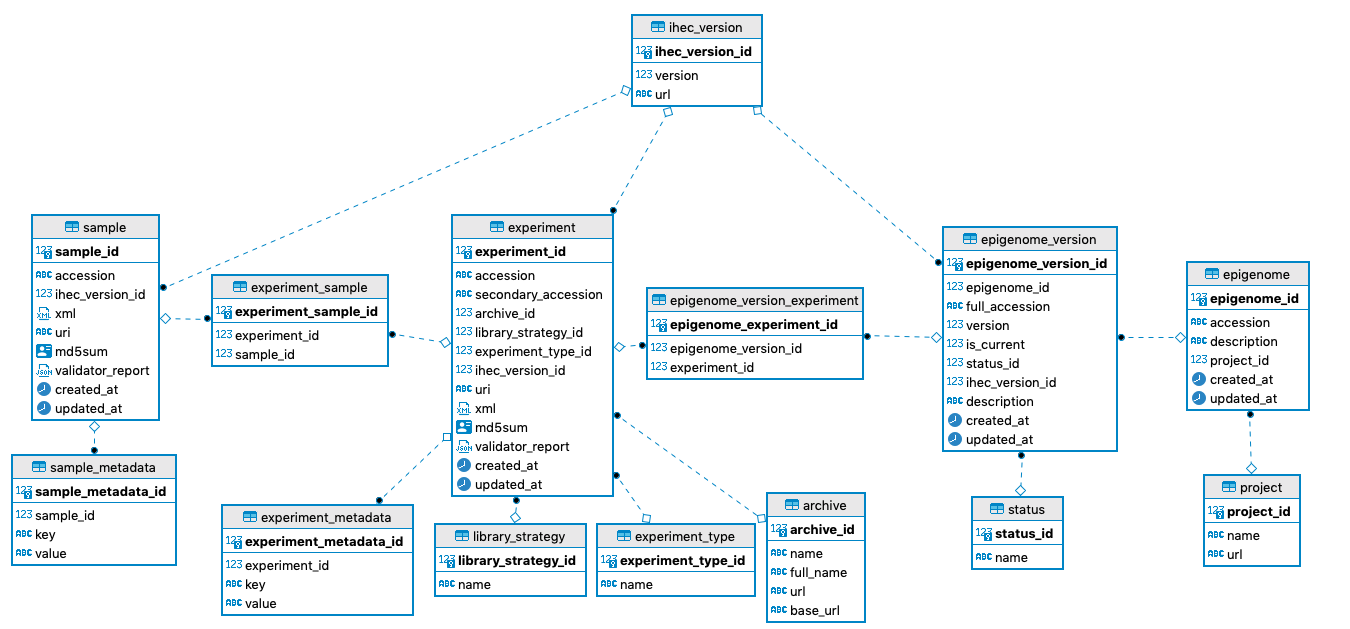 ihec_version
ihec_version_id
version
url
sample
sample_id
accession
ihec_version_id
xml
uri
md5sum
validator_report
created_at
updated_at
experiment_sample
experiment_sample_id
experiment_id
sample_id
experiment
experiment_id
accession
secondary_accession
archive_id
library_strategy_id
experiment_type_id
ihec_version_id
uri
xml
md5sum
validator_report
created_at
updated_at
epigenome_version_experiment
epigenome_experiment_id
epigenome_version_id
experiment_id
epigenome_version
epigenome_version_id
epigenome_id
full_accession
version
is_current
status_id
ihec_version_id
description
created_at
updated_at
epigenome
epigenome_id
accession
description
project_id
created_at
updated_at
sample_metadata
sample_metadata_id
sample_id
key
value
experiment_metadata
experiment_metadata_id
experiment_id
key
value
library_strategy
library_strategy_id
name
experiment_type
experiment_type_id
name
archive
archive_id
name
full_name
url
base_url
status
status_id
name
project
project_id
name
url